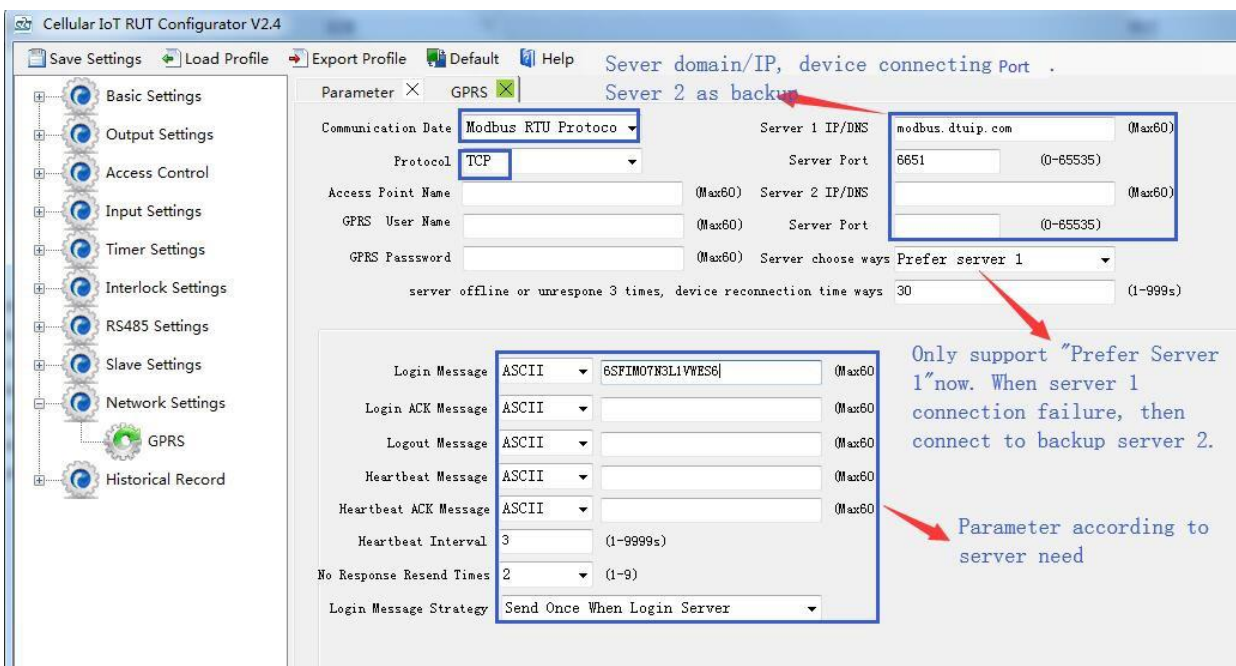 Cellular IoT RUT Configurator V2.4
Save Settings Load Profile Export Profile Default Help
Sever domain/IP, device connecting Port .
Sever 2 as backup
Basic Settings
Output Settings
Access Control
Input Settings
Timer Settings
Interlock Settings
RS485 Settings
Slave Settings
Network Settings
GPRS
Historical Record
Parameter GPRS
Communication Date Modbus RTU Protoco Server 1 IP/DNS modbus.dtuip.com (Max60)
Protocol TCP Server Port 6651 (0-65535)
Access Point Name (Max60) Server 2 IP/DNS (Max60)
GPRS User Name (Max60) Server Port (0-65535)
GPRS Passsword (Max60) Server choose ways Prefer server 1
server offline or unrespone 3 times, device reconnection time ways 30 (1-999s)
Login Message ASCII 6SFIMO7N3L1VWES6 (Max60
Login ACK Message ASCII (Max60
Logout Message ASCII (Max60
Heartbeat Message ASCII (Max60
Heartbeat ACK Message ASCII (Max60
Heartbeat Interval 3 (1-9999s)
No Response Resend Times 2 (1-9)
Login Message Strategy Send Once When Login Server
Only support "Prefer Server
1"now. When server 1
connection failure, then
connect to backup server 2.
Parameter according to
server need